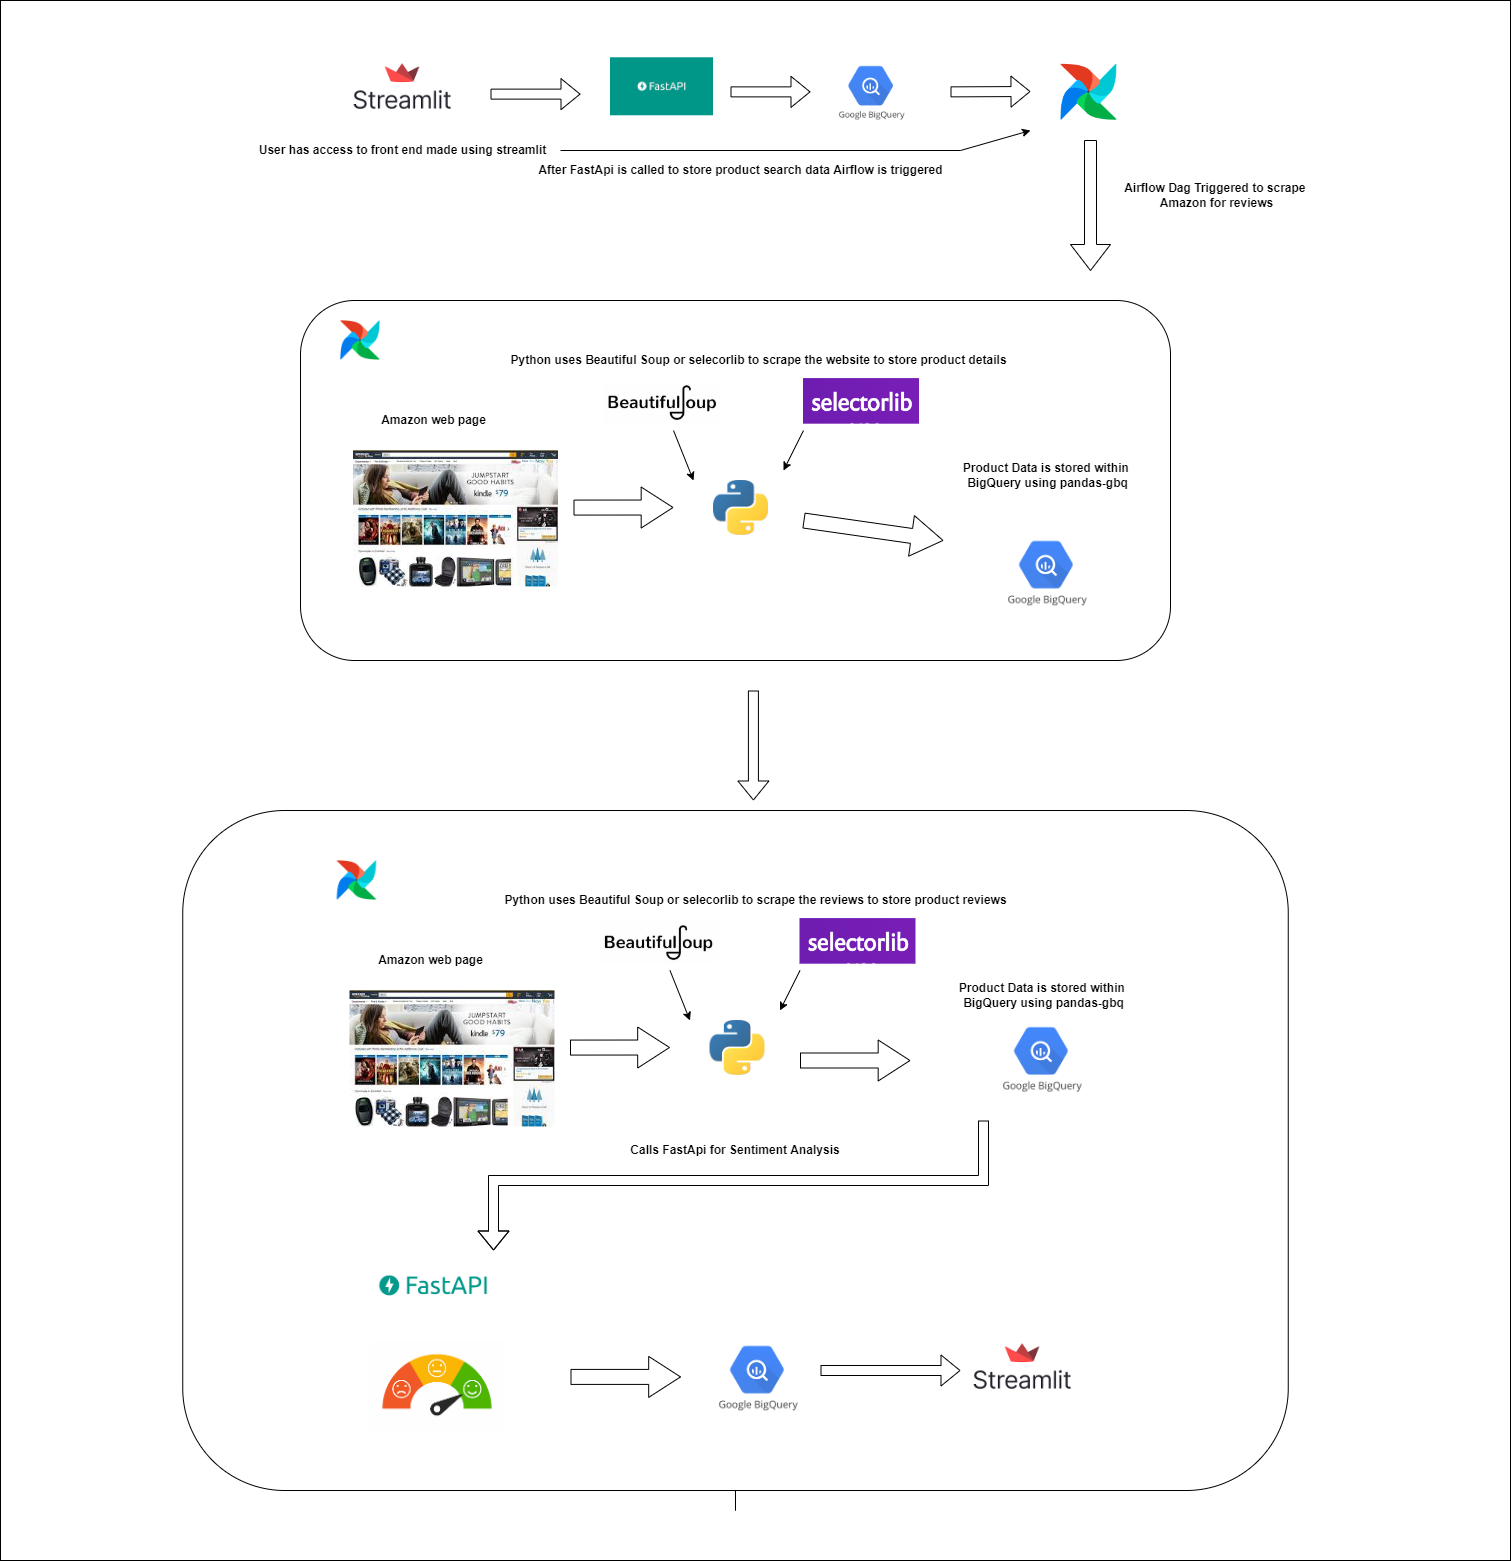 Streamlit
FastAPI
Google BigQuery
User has access to front end made using streamlit
After FastApi is called to store product search data Airflow is triggered
Airflow Dag Triggered to scrape
Amazon for reviews
Python uses Beautiful Soup or selecorlib to scrape the website to store product details
BeautifulSoup
selectorlib
Amazon web page
JUMPSTART
GOOD HABITS
kindle $79
Product Data is stored within
BigQuery using pandas-gbq
Google BigQuery
Python uses Beautiful Soup or selecorlib to scrape the reviews to store product reviews
BeautifulSoup
selectorlib
Amazon web page
JUMPSTART
GOOD HABITS
kindle $79
Product Data is stored within
BigQuery using pandas-gbq
Google BigQuery
Calls FastApi for Sentiment Analysis
FastAPI
Google BigQuery
Streamlit